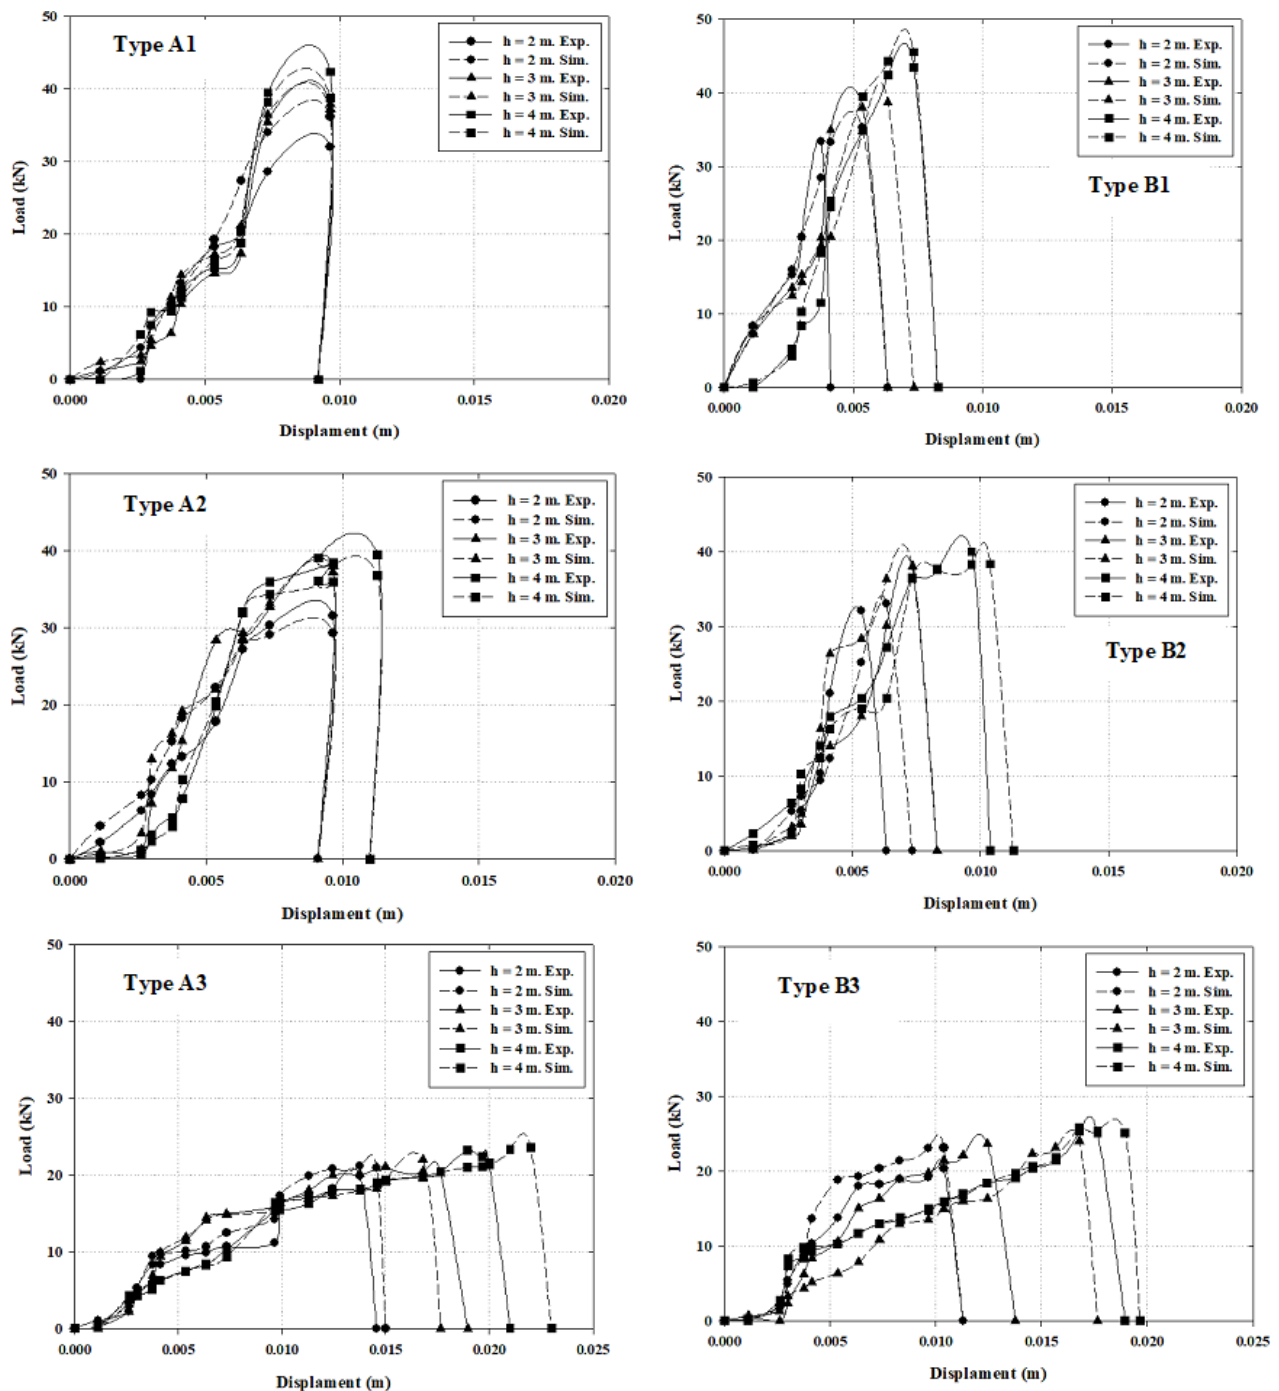 Type A1
h = 2 m. Exp.
h = 2 m. Sim.
h = 3 m. Exp.
h = 3 m. Sim.
h = 4 m. Exp.
h = 4 m. Sim.
Load (kN)
50
40
30
20
10
0
0.000 0.005 0.010 0.015 0.020
Displament (m)
Type B1
h = 2 m. Exp.
h = 2 m. Sim.
h = 3 m. Exp.
h = 3 m. Sim.
h = 4 m. Exp.
h = 4 m. Sim.
Load (kN)
50
40
30
20
10
0
0.000 0.005 0.010 0.015 0.020
Displament (m)
Type A2
h = 2 m. Exp.
h = 2 m. Sim.
h = 3 m. Exp.
h = 3 m. Sim.
h = 4 m. Exp.
h = 4 m. Sim.
Load (kN)
50
40
30
20
10
0
0.000 0.005 0.010 0.015 0.020
Displament (m)
Type B2
h = 2 m. Exp.
h = 2 m. Sim.
h = 3 m. Exp.
h = 3 m. Sim.
h = 4 m. Exp.
h = 4 m. Sim.
Load (kN)
50
40
30
20
10
0
0.000 0.005 0.010 0.015 0.020
Displament (m)
Type A3
h = 2 m. Exp.
h = 2 m. Sim.
h = 3 m. Exp.
h = 3 m. Sim.
h = 4 m. Exp.
h = 4 m. Sim.
Load (kN)
50
40
30
20
10
0
0.000 0.005 0.010 0.015 0.020 0.025
Displament (m)
Type B3
h = 2 m. Exp.
h = 2 m. Sim.
h = 3 m. Exp.
h = 3 m. Sim.
h = 4 m. Exp.
h = 4 m. Sim.
Load (kN)
50
40
30
20
10
0
0.000 0.005 0.010 0.015 0.020 0.025
Displament (m)